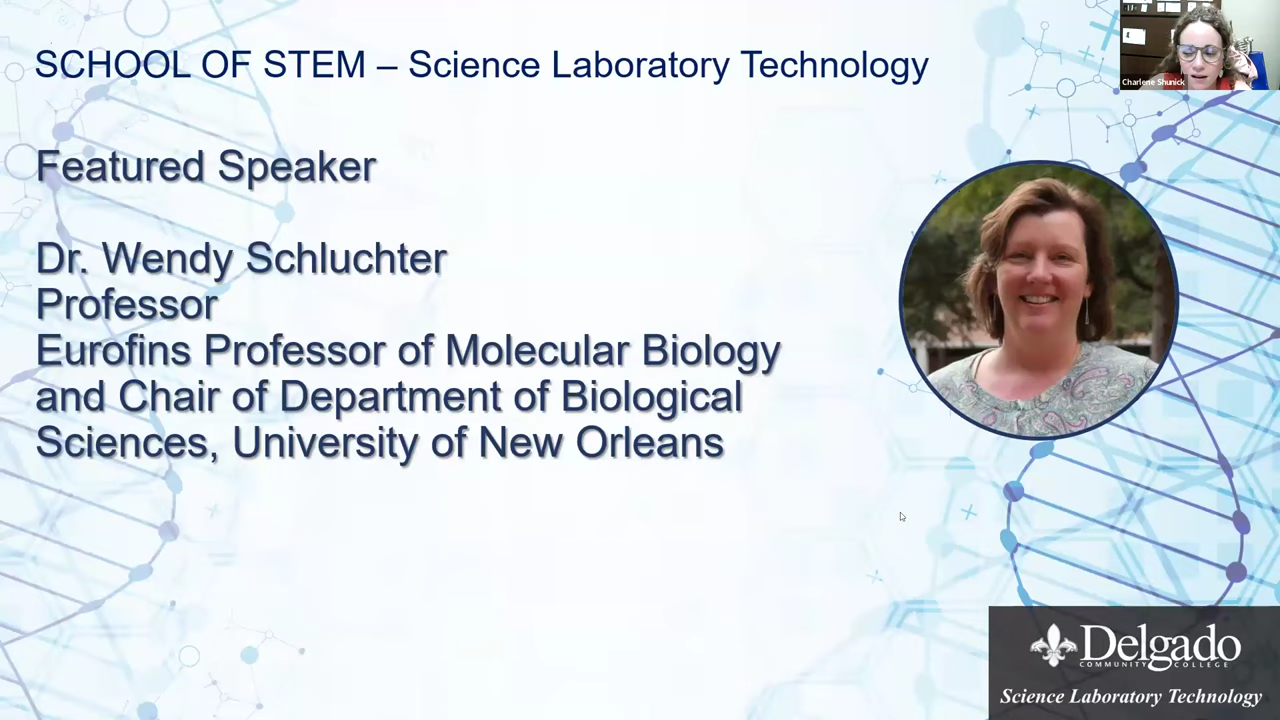 SCHOOL OF STEM – Science Laboratory Technology
Charlene Shunick
Featured Speaker
Dr. Wendy Schluchter
Professor
Eurofins Professor of Molecular Biology
and Chair of Department of Biological
Sciences, University of New Orleans
Delgado
COMMUNITY COLLEGE
Science Laboratory Technology